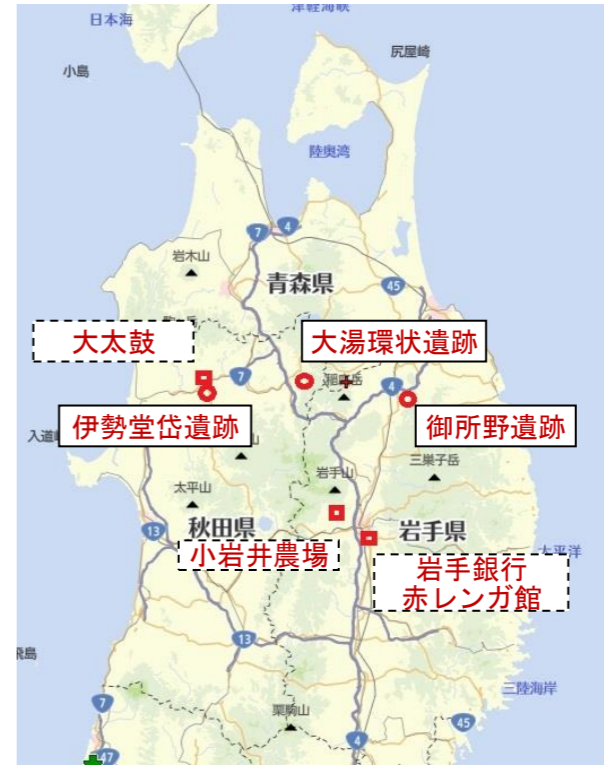 津軽海峡
日本海
尻屋崎
小島
陸奥湾
7
4
岩木山
青森県
45
大太鼓
大湯環状遺跡
7
4
伊勢堂岱遺跡
御所野遺跡
入道崎
三巣子岳
岩手山
太平山
13
秋田県
岩手県
太平洋
小岩井農場
岩手銀行
赤レンガ館
13
飛島
三陸海岸
7
栗駒山
45
4
47